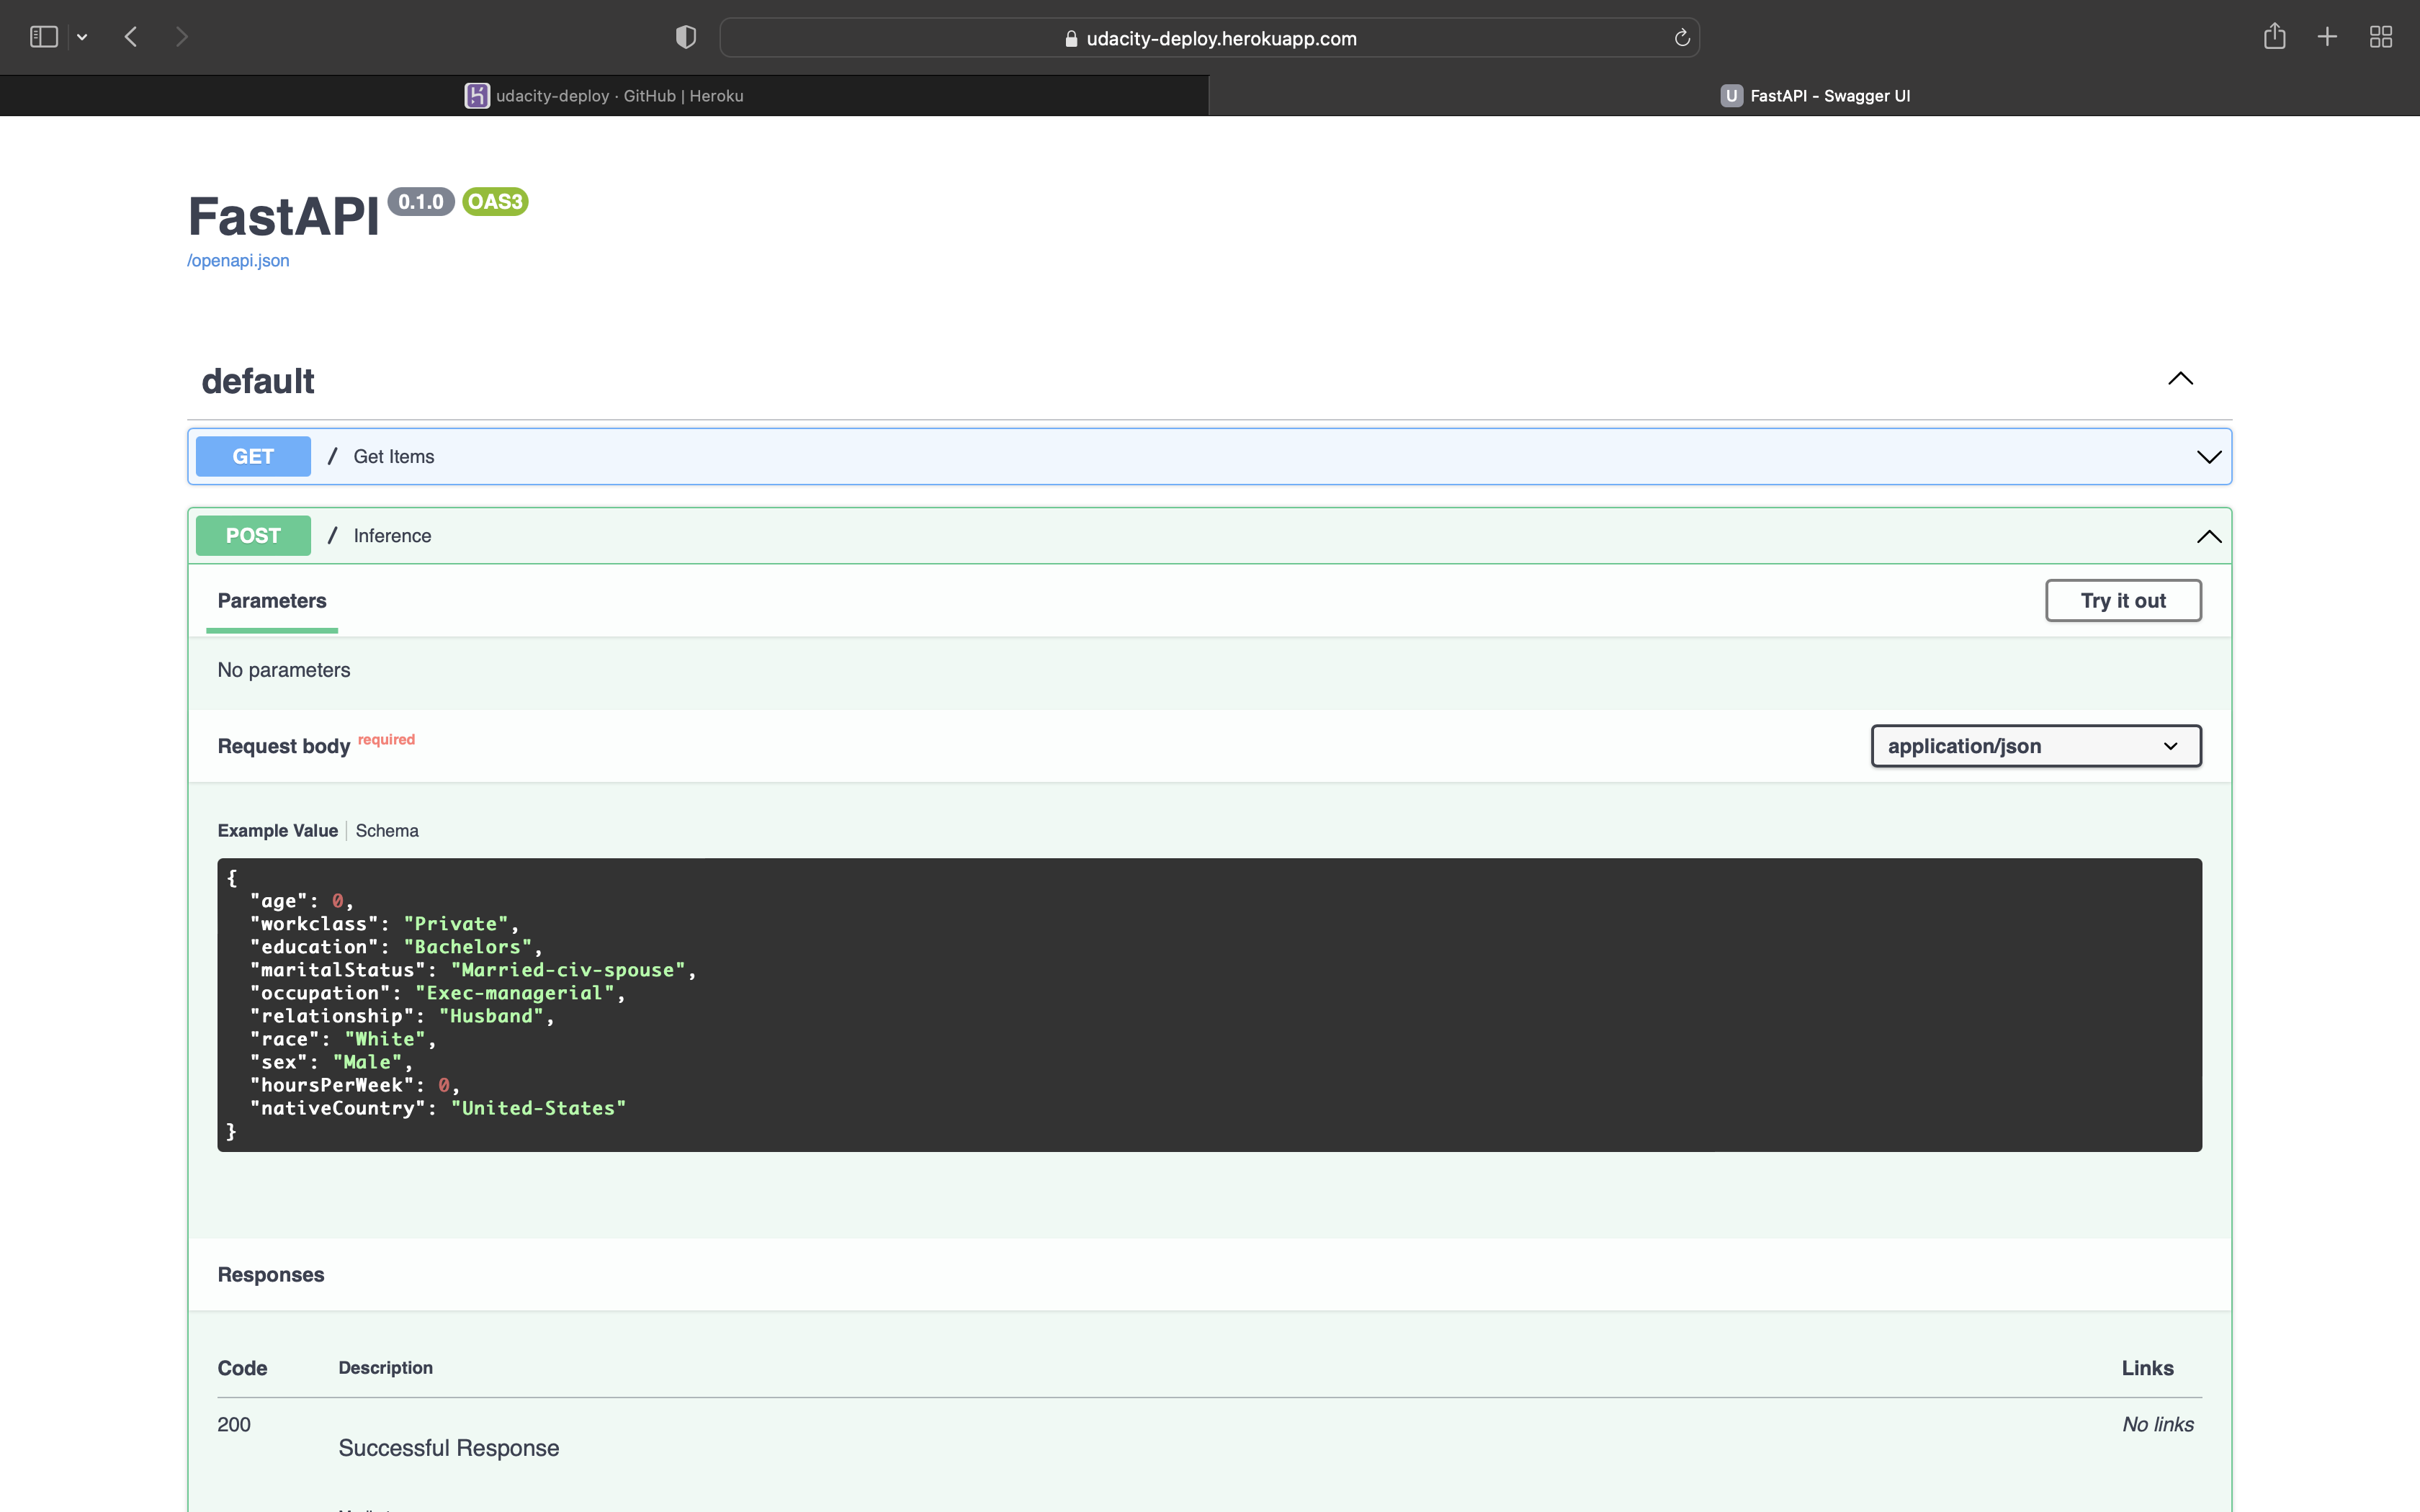 udacity-deploy.herokuapp.com
udacity-deploy · GitHub | Heroku
U FastAPI - Swagger UI
FastAPI 0.1.0 OAS3
/openapi.json
default
GET / Get Items
POST / Inference
Parameters
Try it out
No parameters
Request body required
application/json
Example Value Schema
{
"age": 0,
"workclass": "Private",
"education": "Bachelors",
"maritalStatus": "Married-civ-spouse",
"occupation": "Exec-managerial",
"relationship": "Husband",
"race": "White",
"sex": "Male",
"hoursPerWeek": 0,
"nativeCountry": "United-States"
}
Responses
Code Description Links
200 No links
Successful Response